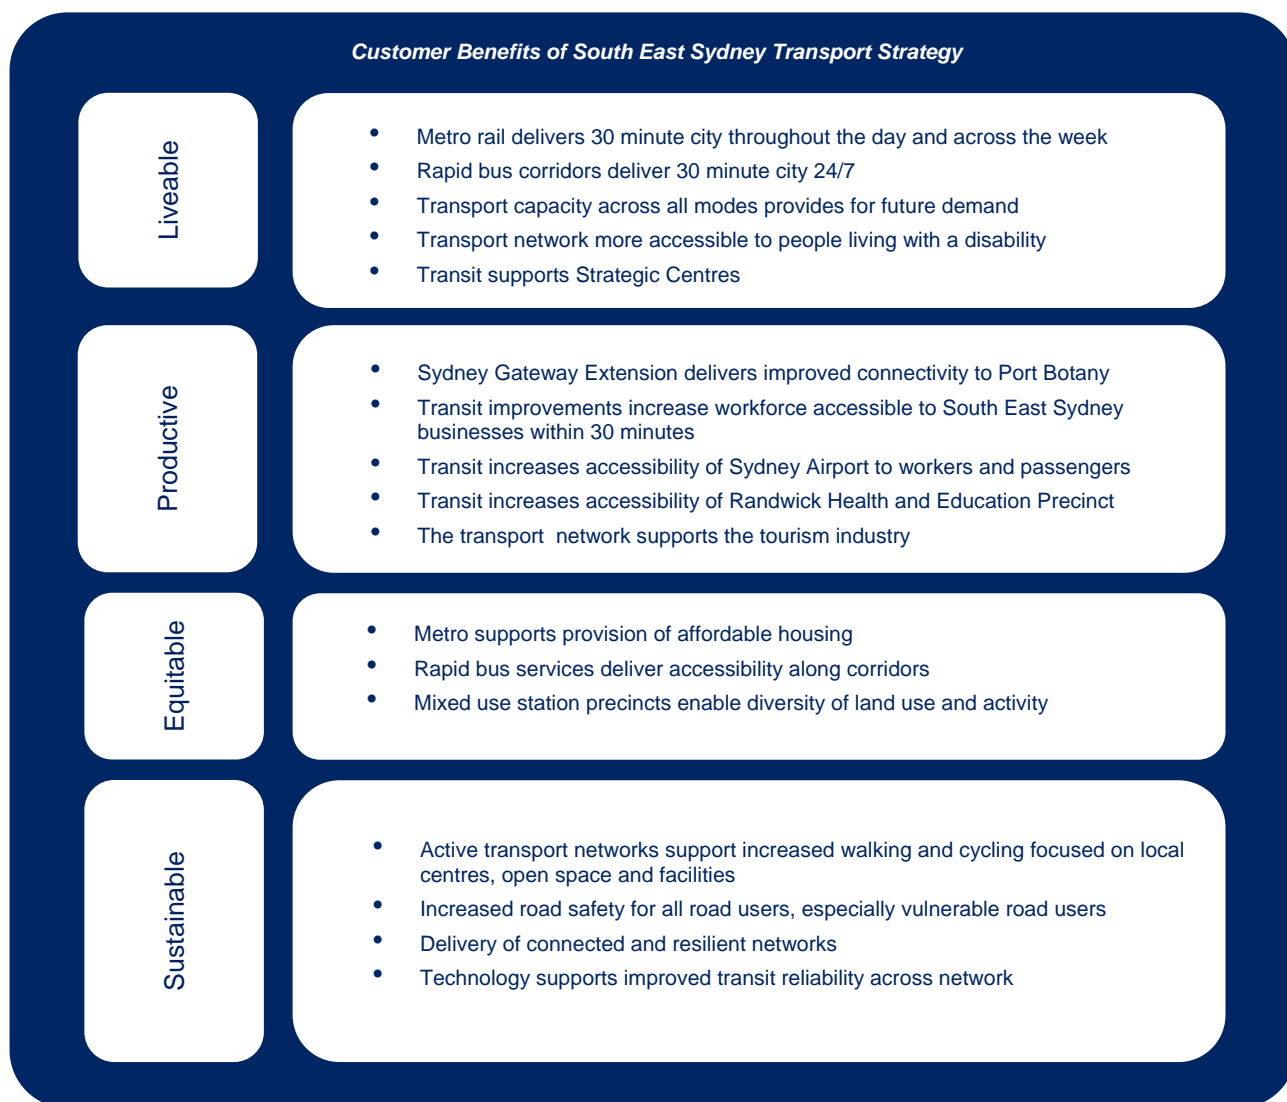 Customer Benefits of South East Sydney Transport Strategy
Liveable
• Metro rail delivers 30 minute city throughout the day and across the week
• Rapid bus corridors deliver 30 minute city 24/7
• Transport capacity across all modes provides for future demand
• Transport network more accessible to people living with a disability
• Transit supports Strategic Centres
Productive
• Sydney Gateway Extension delivers improved connectivity to Port Botany
• Transit improvements increase workforce accessible to South East Sydney
businesses within 30 minutes
• Transit increases accessibility of Sydney Airport to workers and passengers
• Transit increases accessibility of Randwick Health and Education Precinct
• The transport  network supports the tourism industry
Equitable
• Metro supports provision of affordable housing
• Rapid bus services deliver accessibility along corridors
• Mixed use station precincts enable diversity of land use and activity
Sustainable
• Active transport networks support increased walking and cycling focused on local
centres, open space and facilities
• Increased road safety for all road users, especially vulnerable road users
• Delivery of connected and resilient networks
• Technology supports improved transit reliability across network